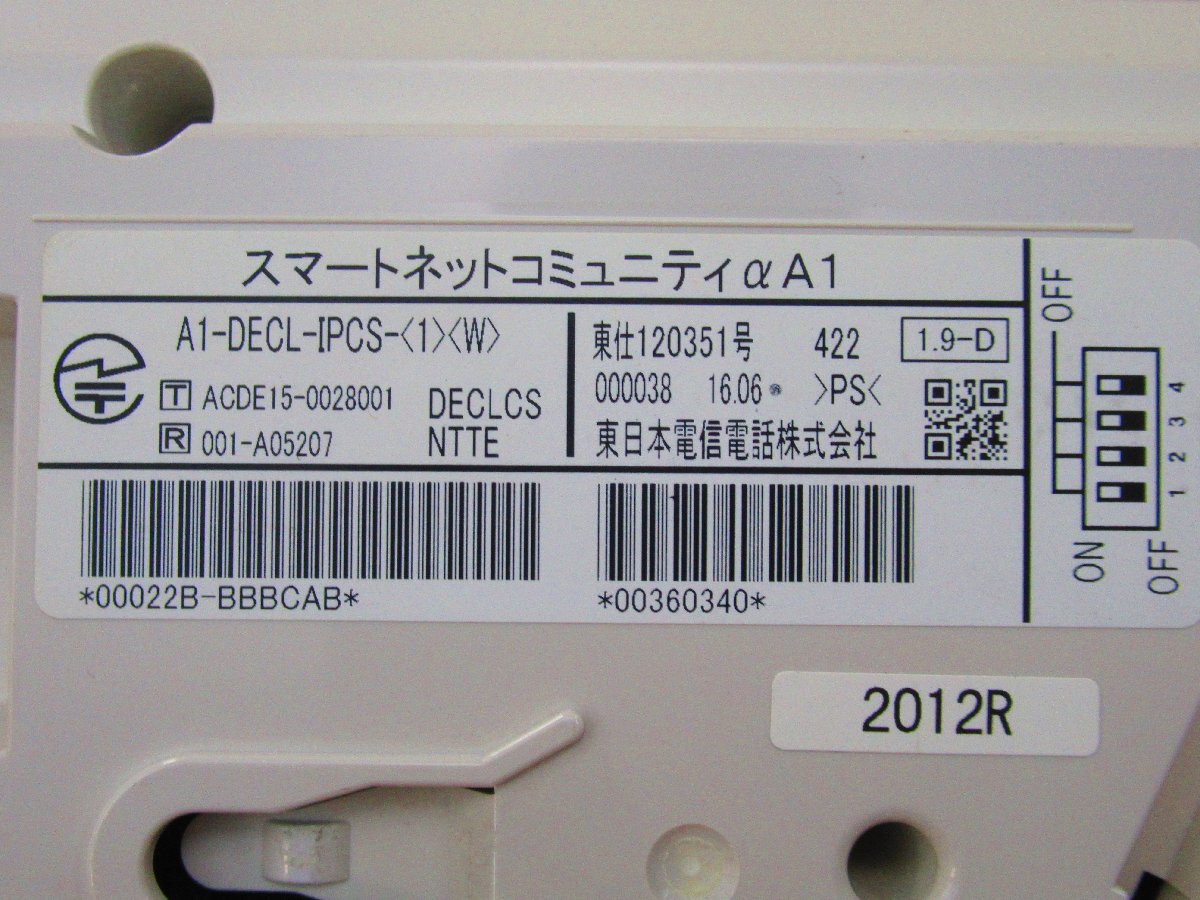 スマートネットコミュニティαA1
A1-DECL-IPCS-<1><W>
T ACDE15-0028001
R 001-A05207
DECLCS
NTTE
東仕120351号 422 1.9-D
000038 16.06 >PS<
東日本電信電話株式会社
*00022B-BBBCAB*
*00360340*
OFF
4
3
2
1
ON
OFF
2012R